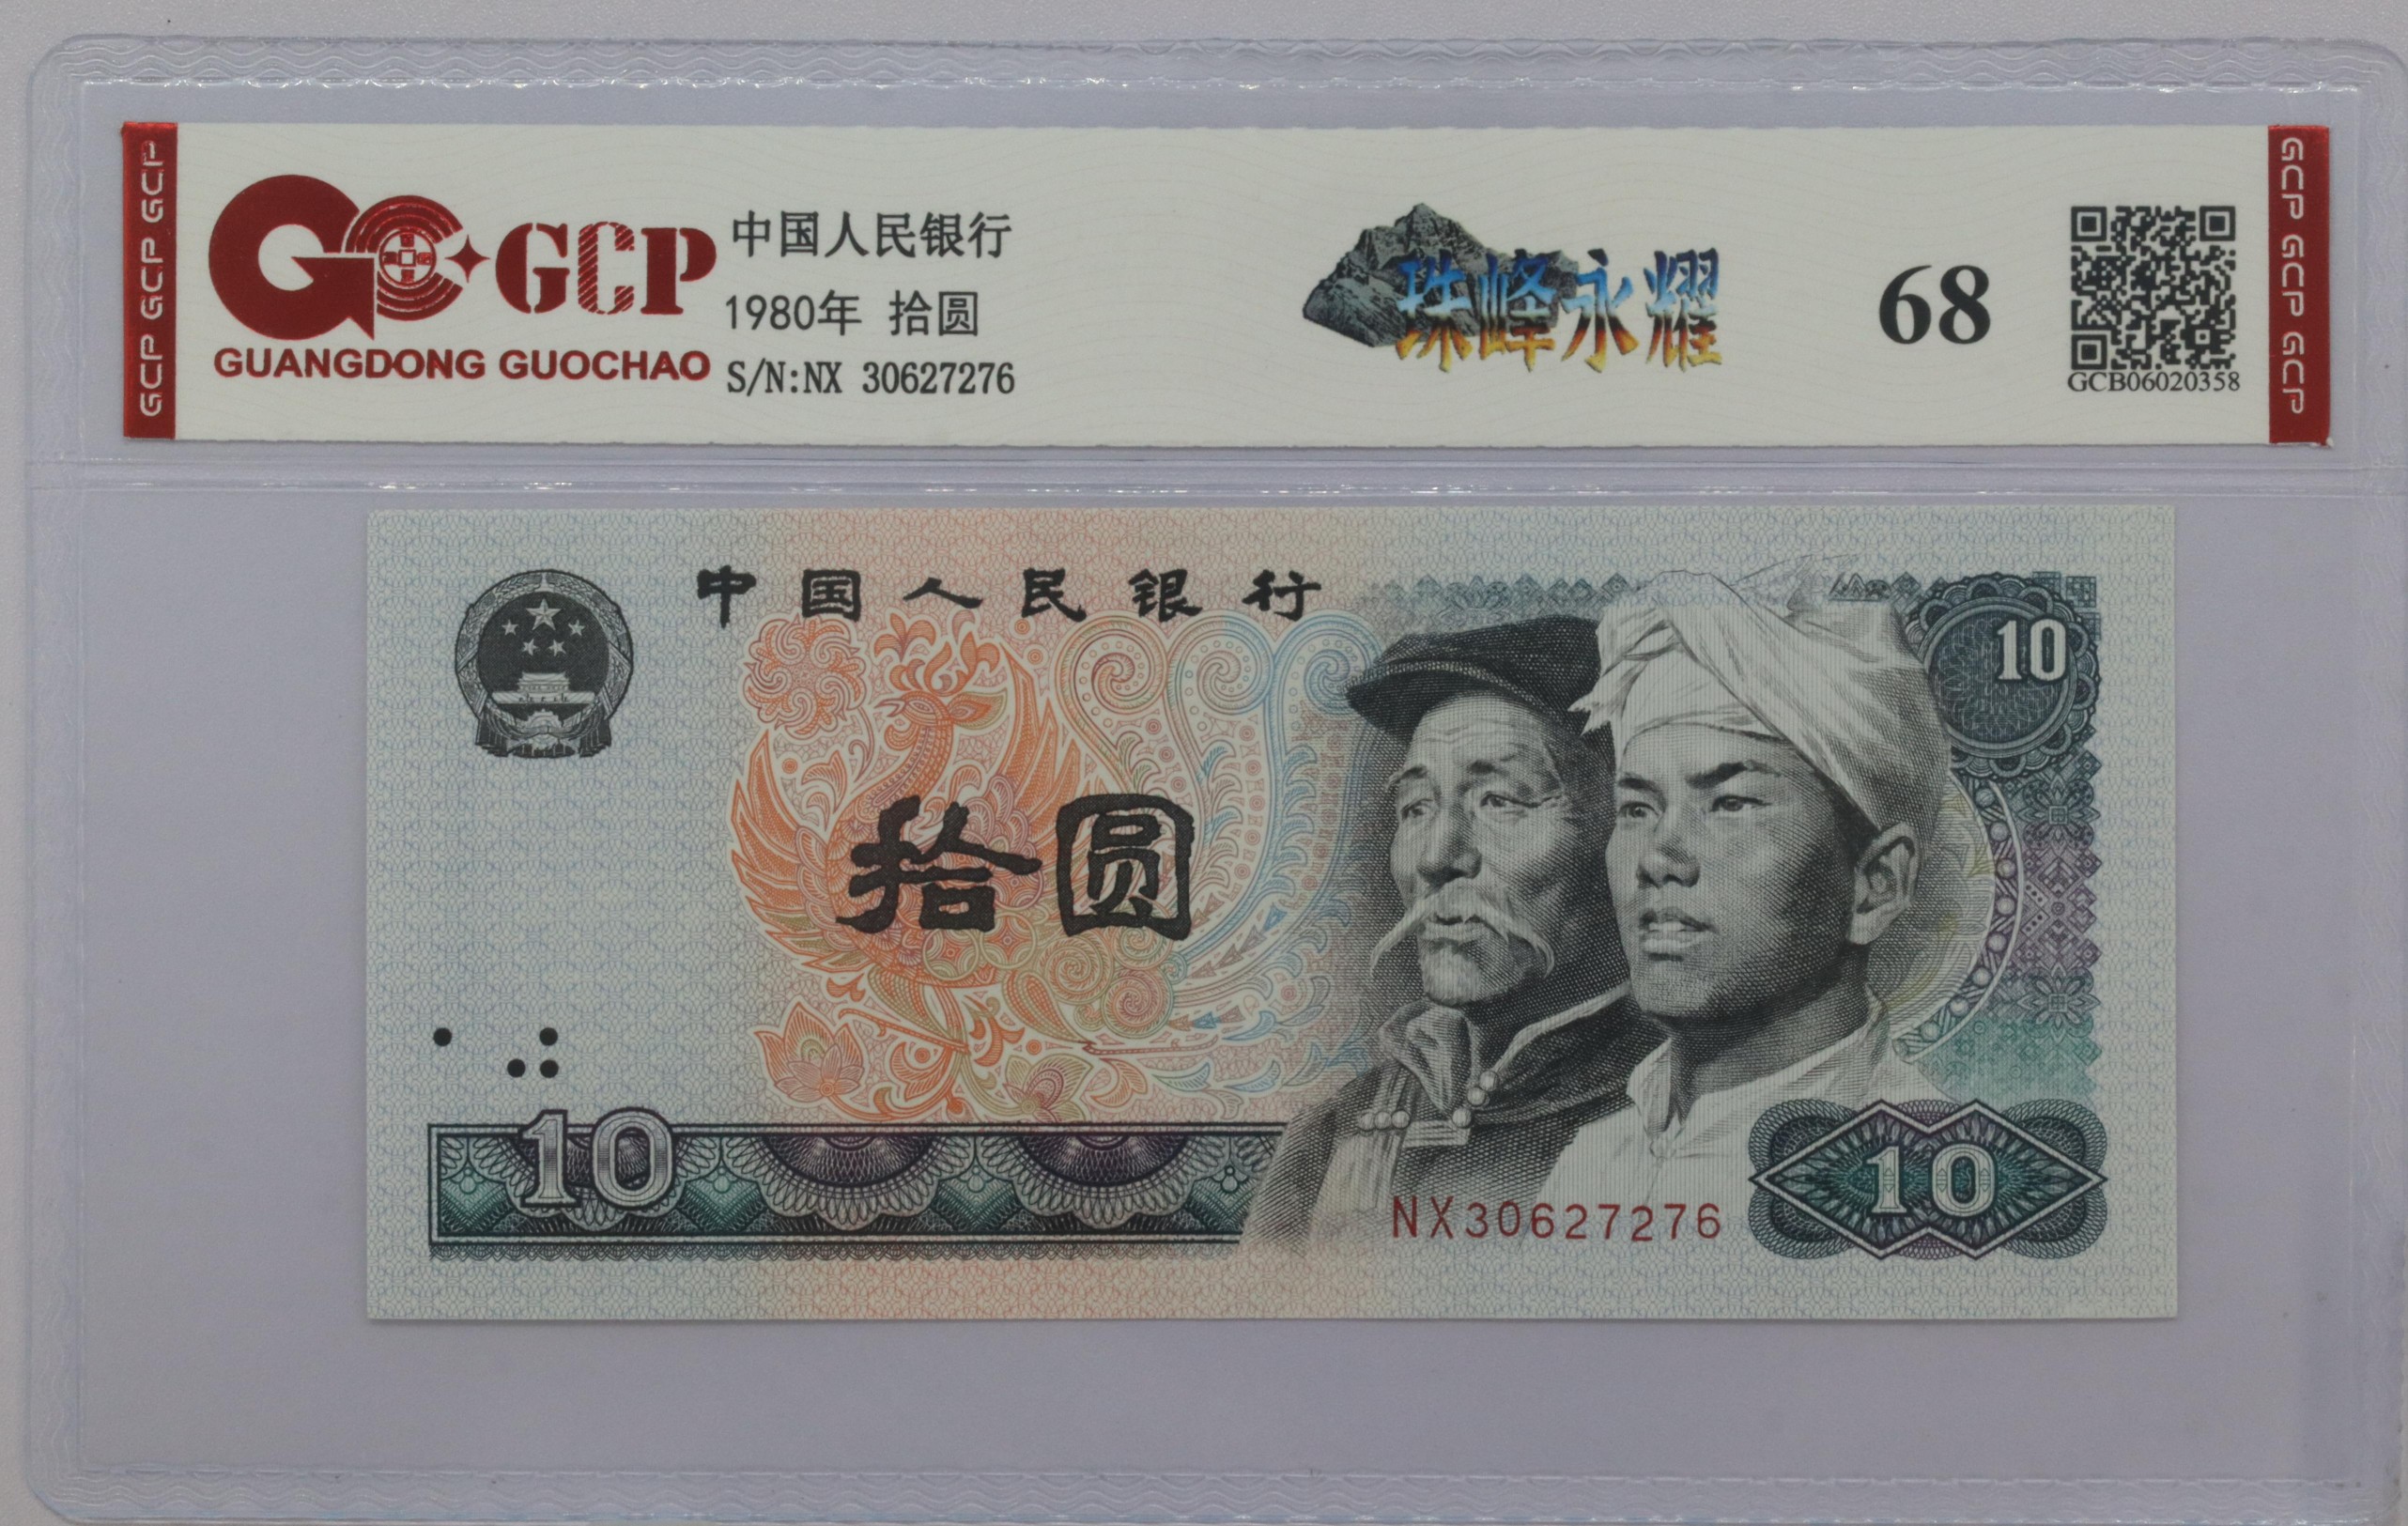 GCP GCP GCP
GCP
GUANGDONG GUOCHAO
中国人民银行
1980年 拾圆
S/N:NX 30627276
珠峰永耀
68
GCB06020358
GCP GCP GCP
中国人民银行
10
拾圆
10
NX30627276
10